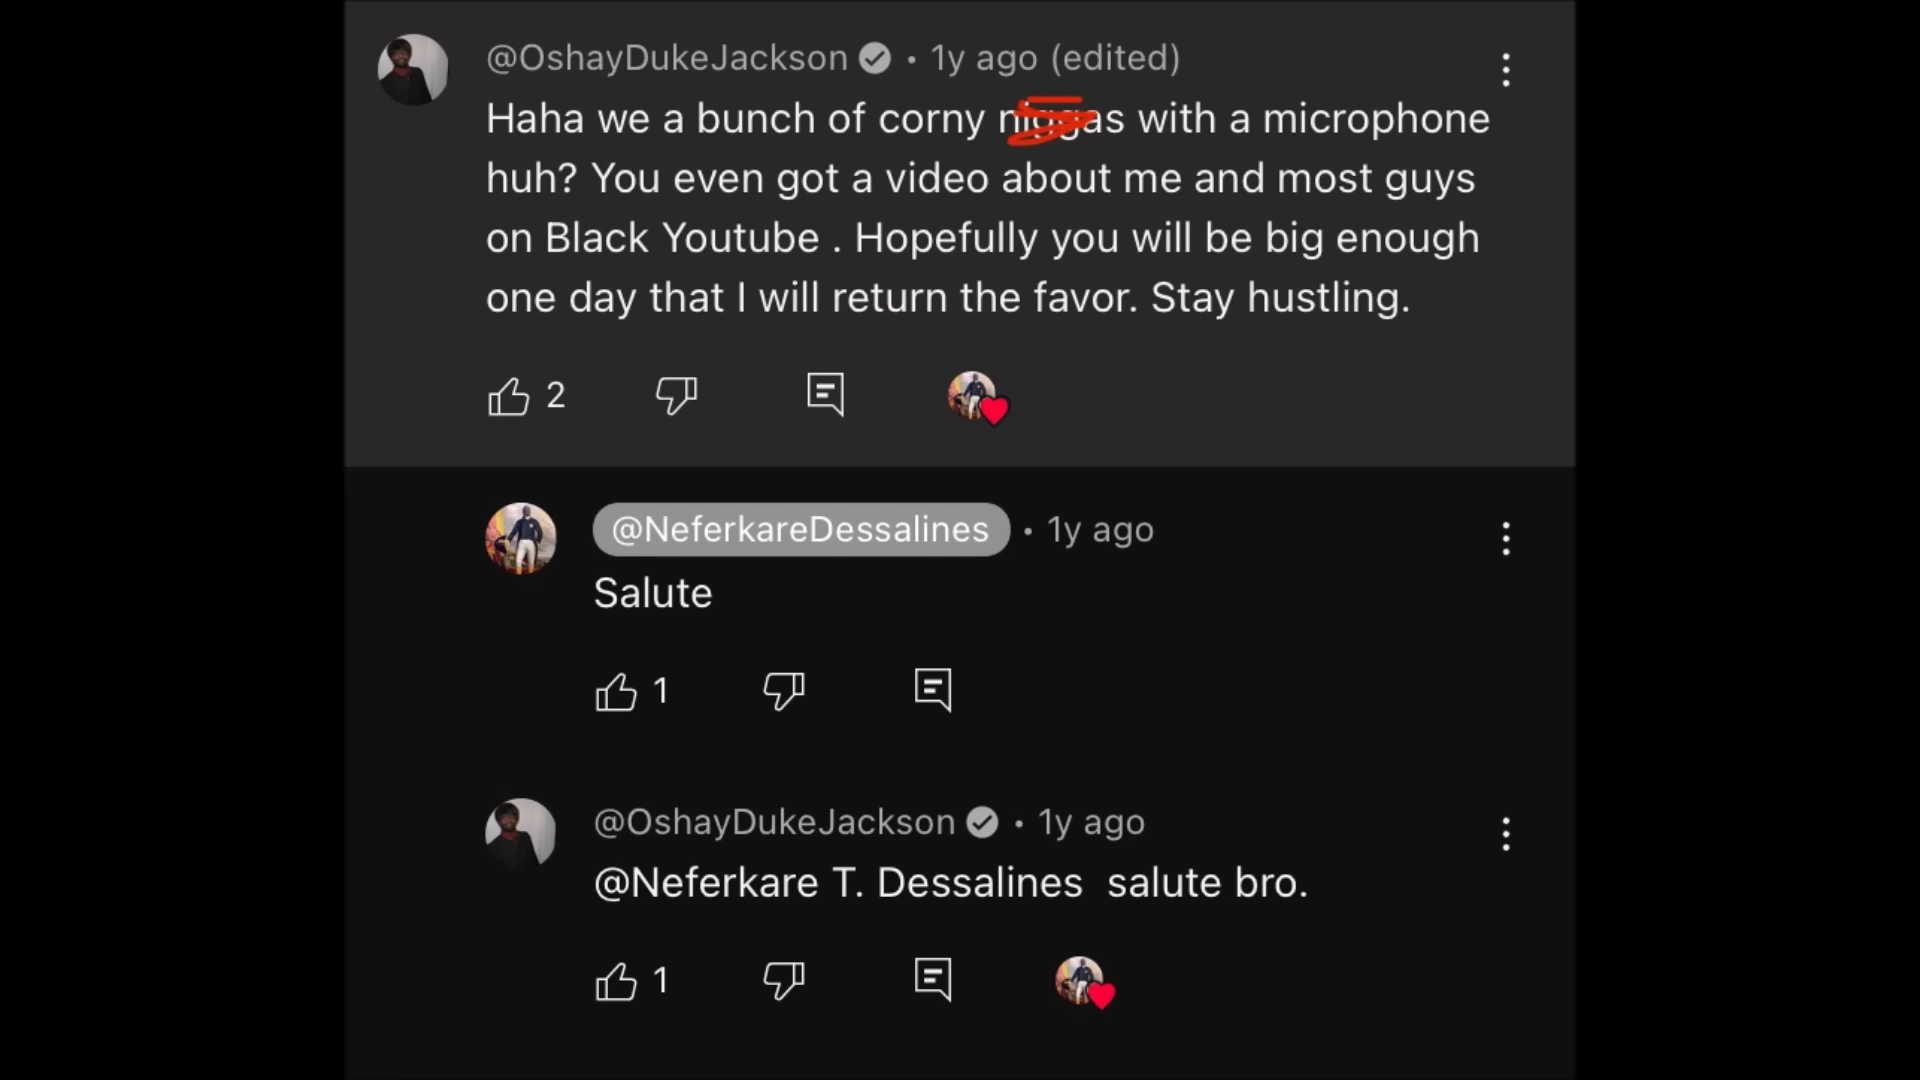 @OshayDukeJackson • 1y ago (edited)
Haha we a bunch of corny niggas with a microphone
huh? You even got a video about me and most guys
on Black Youtube . Hopefully you will be big enough
one day that I will return the favor. Stay hustling.
2
@NeferkareDessalines • 1y ago
Salute
1
@OshayDukeJackson • 1y ago
@Neferkare T. Dessalines salute bro.
1